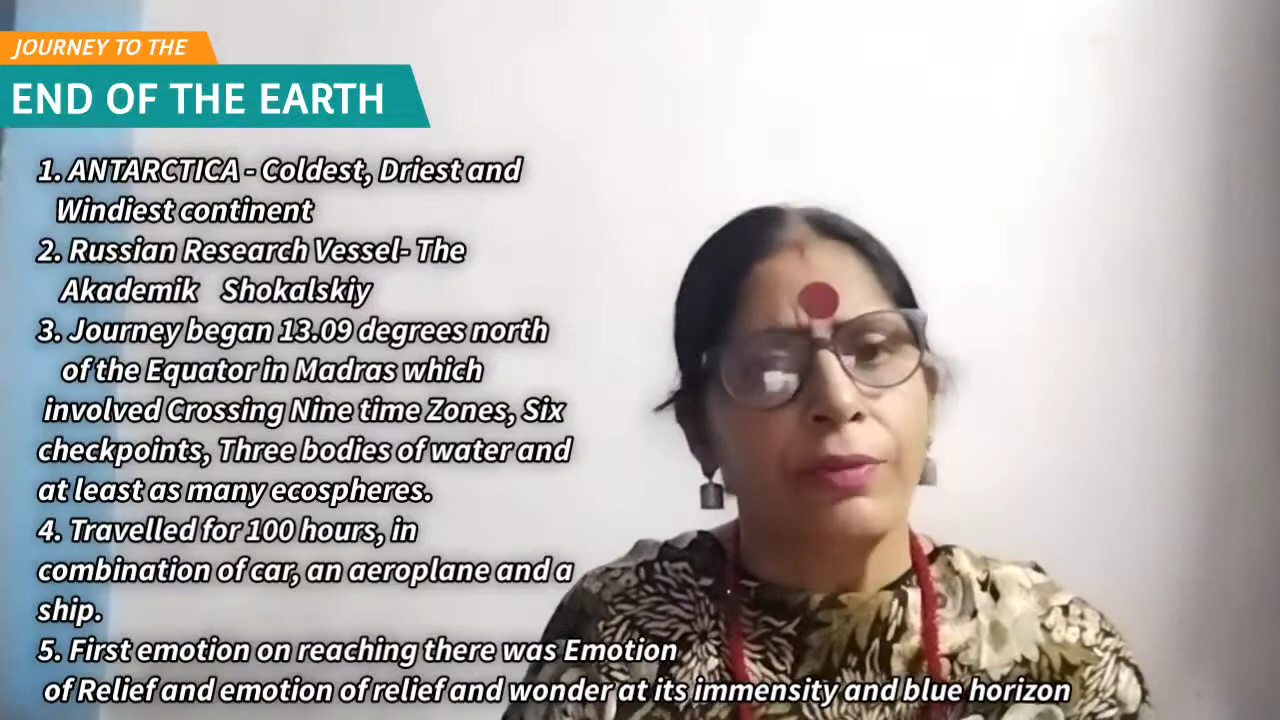 JOURNEY TO THE
END OF THE EARTH
1. ANTARCTICA - Coldest, Driest and
Windiest continent
2. Russian Research Vessel- The
Akademik Shokalskiy
3. Journey began 13.09 degrees north
of the Equator in Madras which
involved Crossing Nine time Zones, Six
checkpoints, Three bodies of water and
at least as many ecospheres.
4. Travelled for 100 hours, in
combination of car, an aeroplane and a
ship.
5. First emotion on reaching there was Emotion
of Relief and emotion of relief and wonder at its immensity and blue horizon